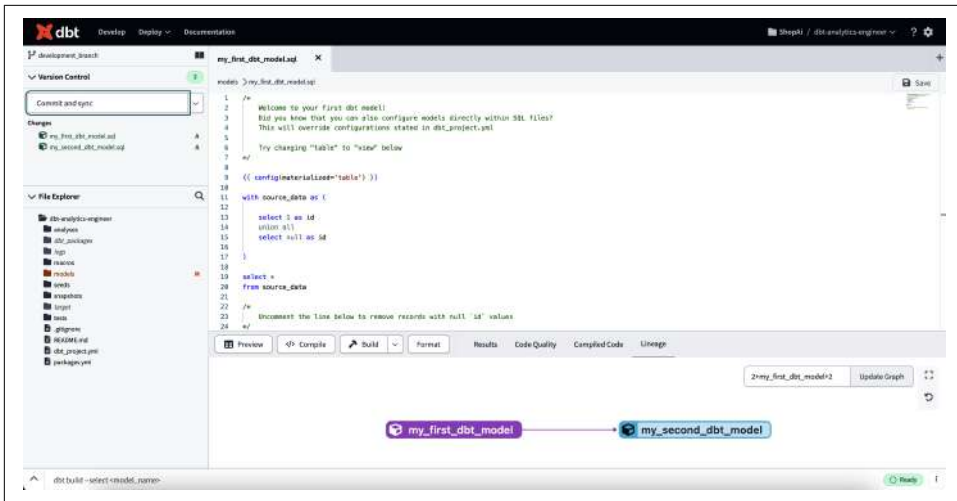 dbt Develop Deploy Documentation ShopAI / dbt-analytics-engineer ?
development_branch
my_first_dbt_model.sql ×
+
Version Control
models > my_first_dbt_model.sql
Save
Commit and sync
Changes
my_first_dbt_model.sql A
my_second_dbt_model.sql A
File Explorer
dbt-analytics-engineer
analyses
dbt_packages
logs
macros
models
seeds
snapshots
target
tests
.gitignore
README.md
dbt_project.yml
packages.yml
1 /*
2 Welcome to your first dbt model!
3 Did you know that you can also configure models directly within SQL files?
4 This will override configurations stated in dbt_project.yml
5
6 Try changing "table" to "view" below
7 */
8
9 {{ config(materialized='table') }}
10
11 with source_data as (
12
13 select 1 as id
14 union all
15 select null as id
16
17 )
18
19 select *
20 from source_data
21
22 /*
23 Uncomment the line below to remove records with null `id` values
24 */
Preview </> Compile Build Format Results Code Quality Compiled Code Lineage
2+my_first_dbt_model+2 Update Graph
my_first_dbt_model my_second_dbt_model
dbt build --select <model_name> Ready